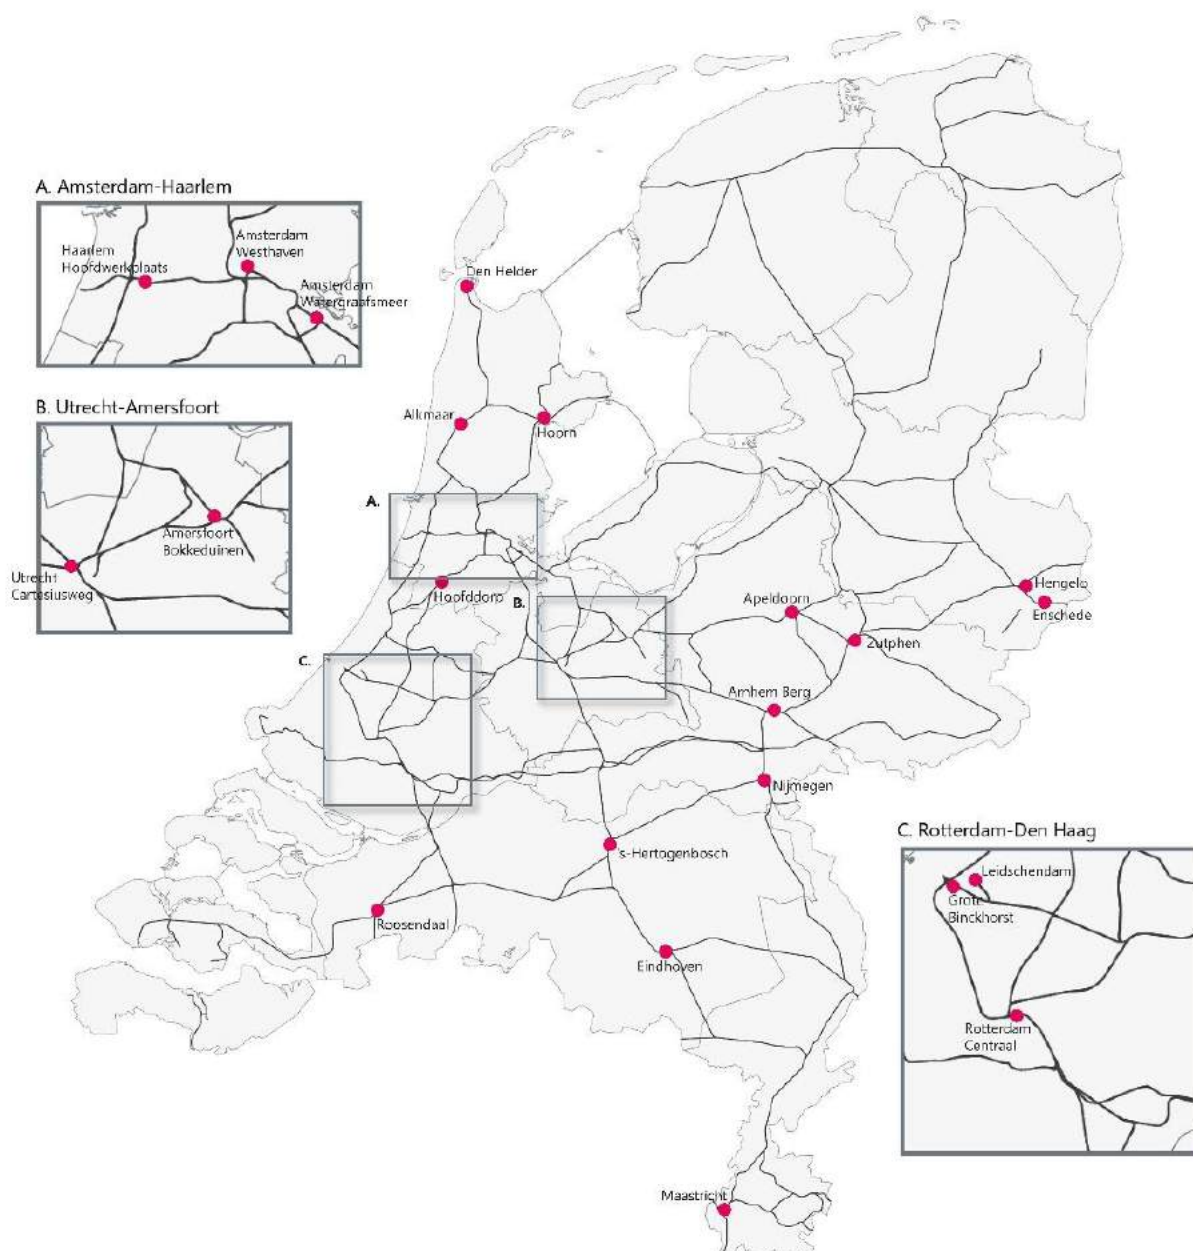 A. Amsterdam-Haarlem
Haarlem
Hoofdwerkplaats
Amsterdam
Westhaven
Amsterdam
Watergraafsmeer
B. Utrecht-Amersfoort
Amersfoort
Bokkeduinen
Utrecht
Cartesiusweg
Den Helder
Alkmaar
Hoorn
A.
Hoofddorp
B.
C.
Apeldoorn
Hengelo
Enschede
Zutphen
Arnhem Berg
Nijmegen
's-Hertogenbosch
Roosendaal
Eindhoven
Maastricht
C. Rotterdam-Den Haag
Leidschendam
Grote
Binckhorst
Rotterdam
Centraal